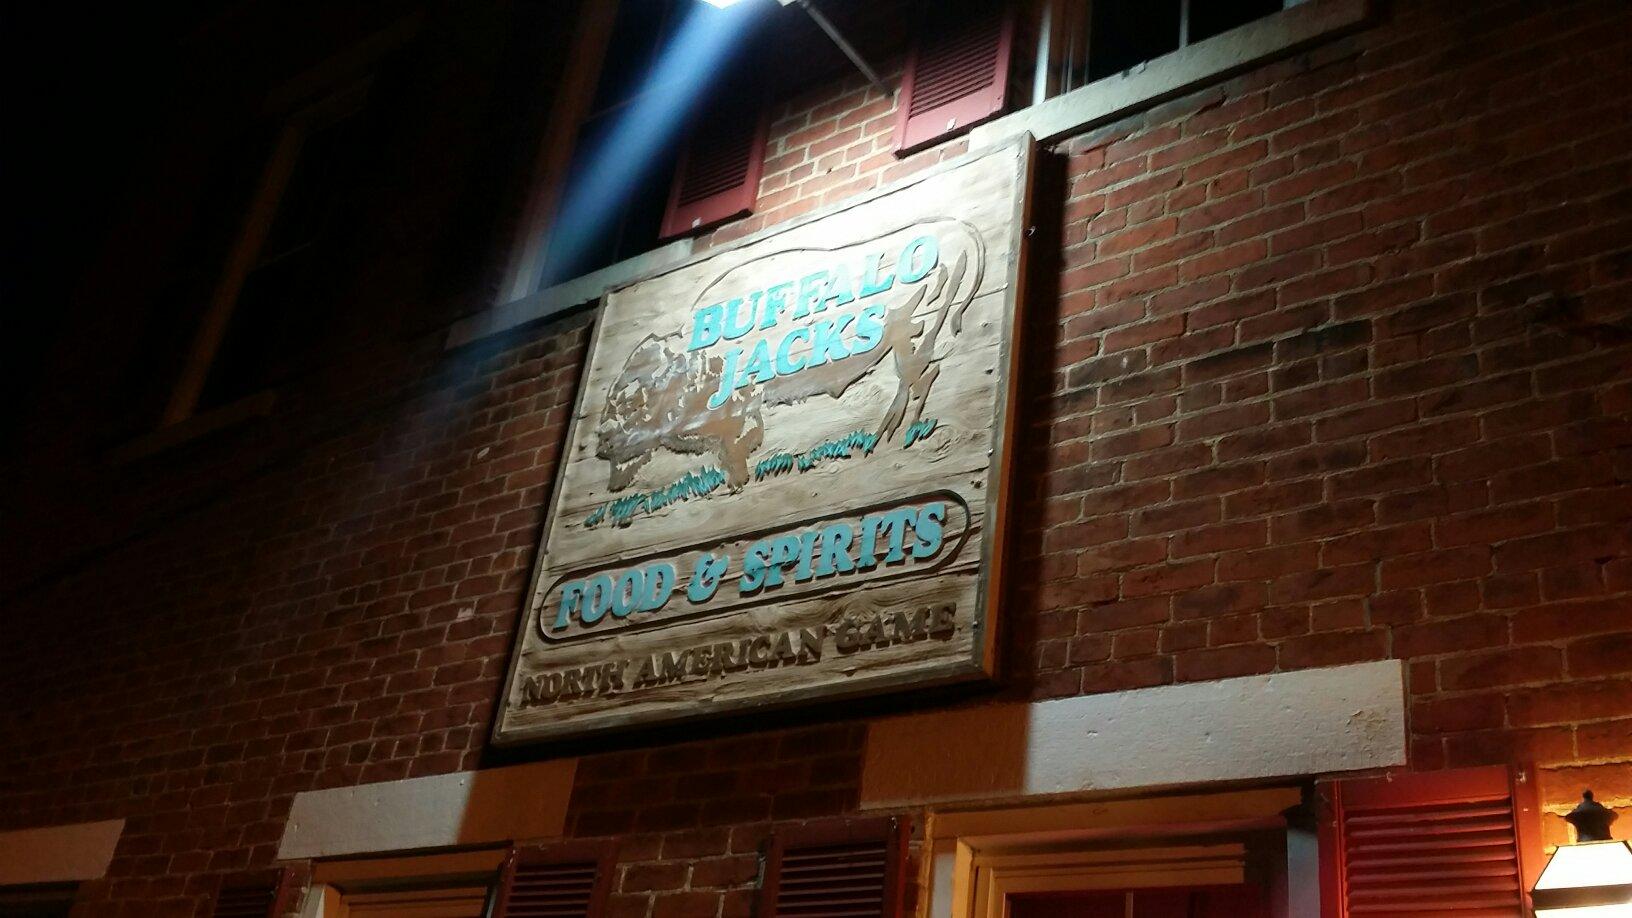 BUFFALO
JACKS
FOOD & SPIRITS
NORTH AMERICAN GAME